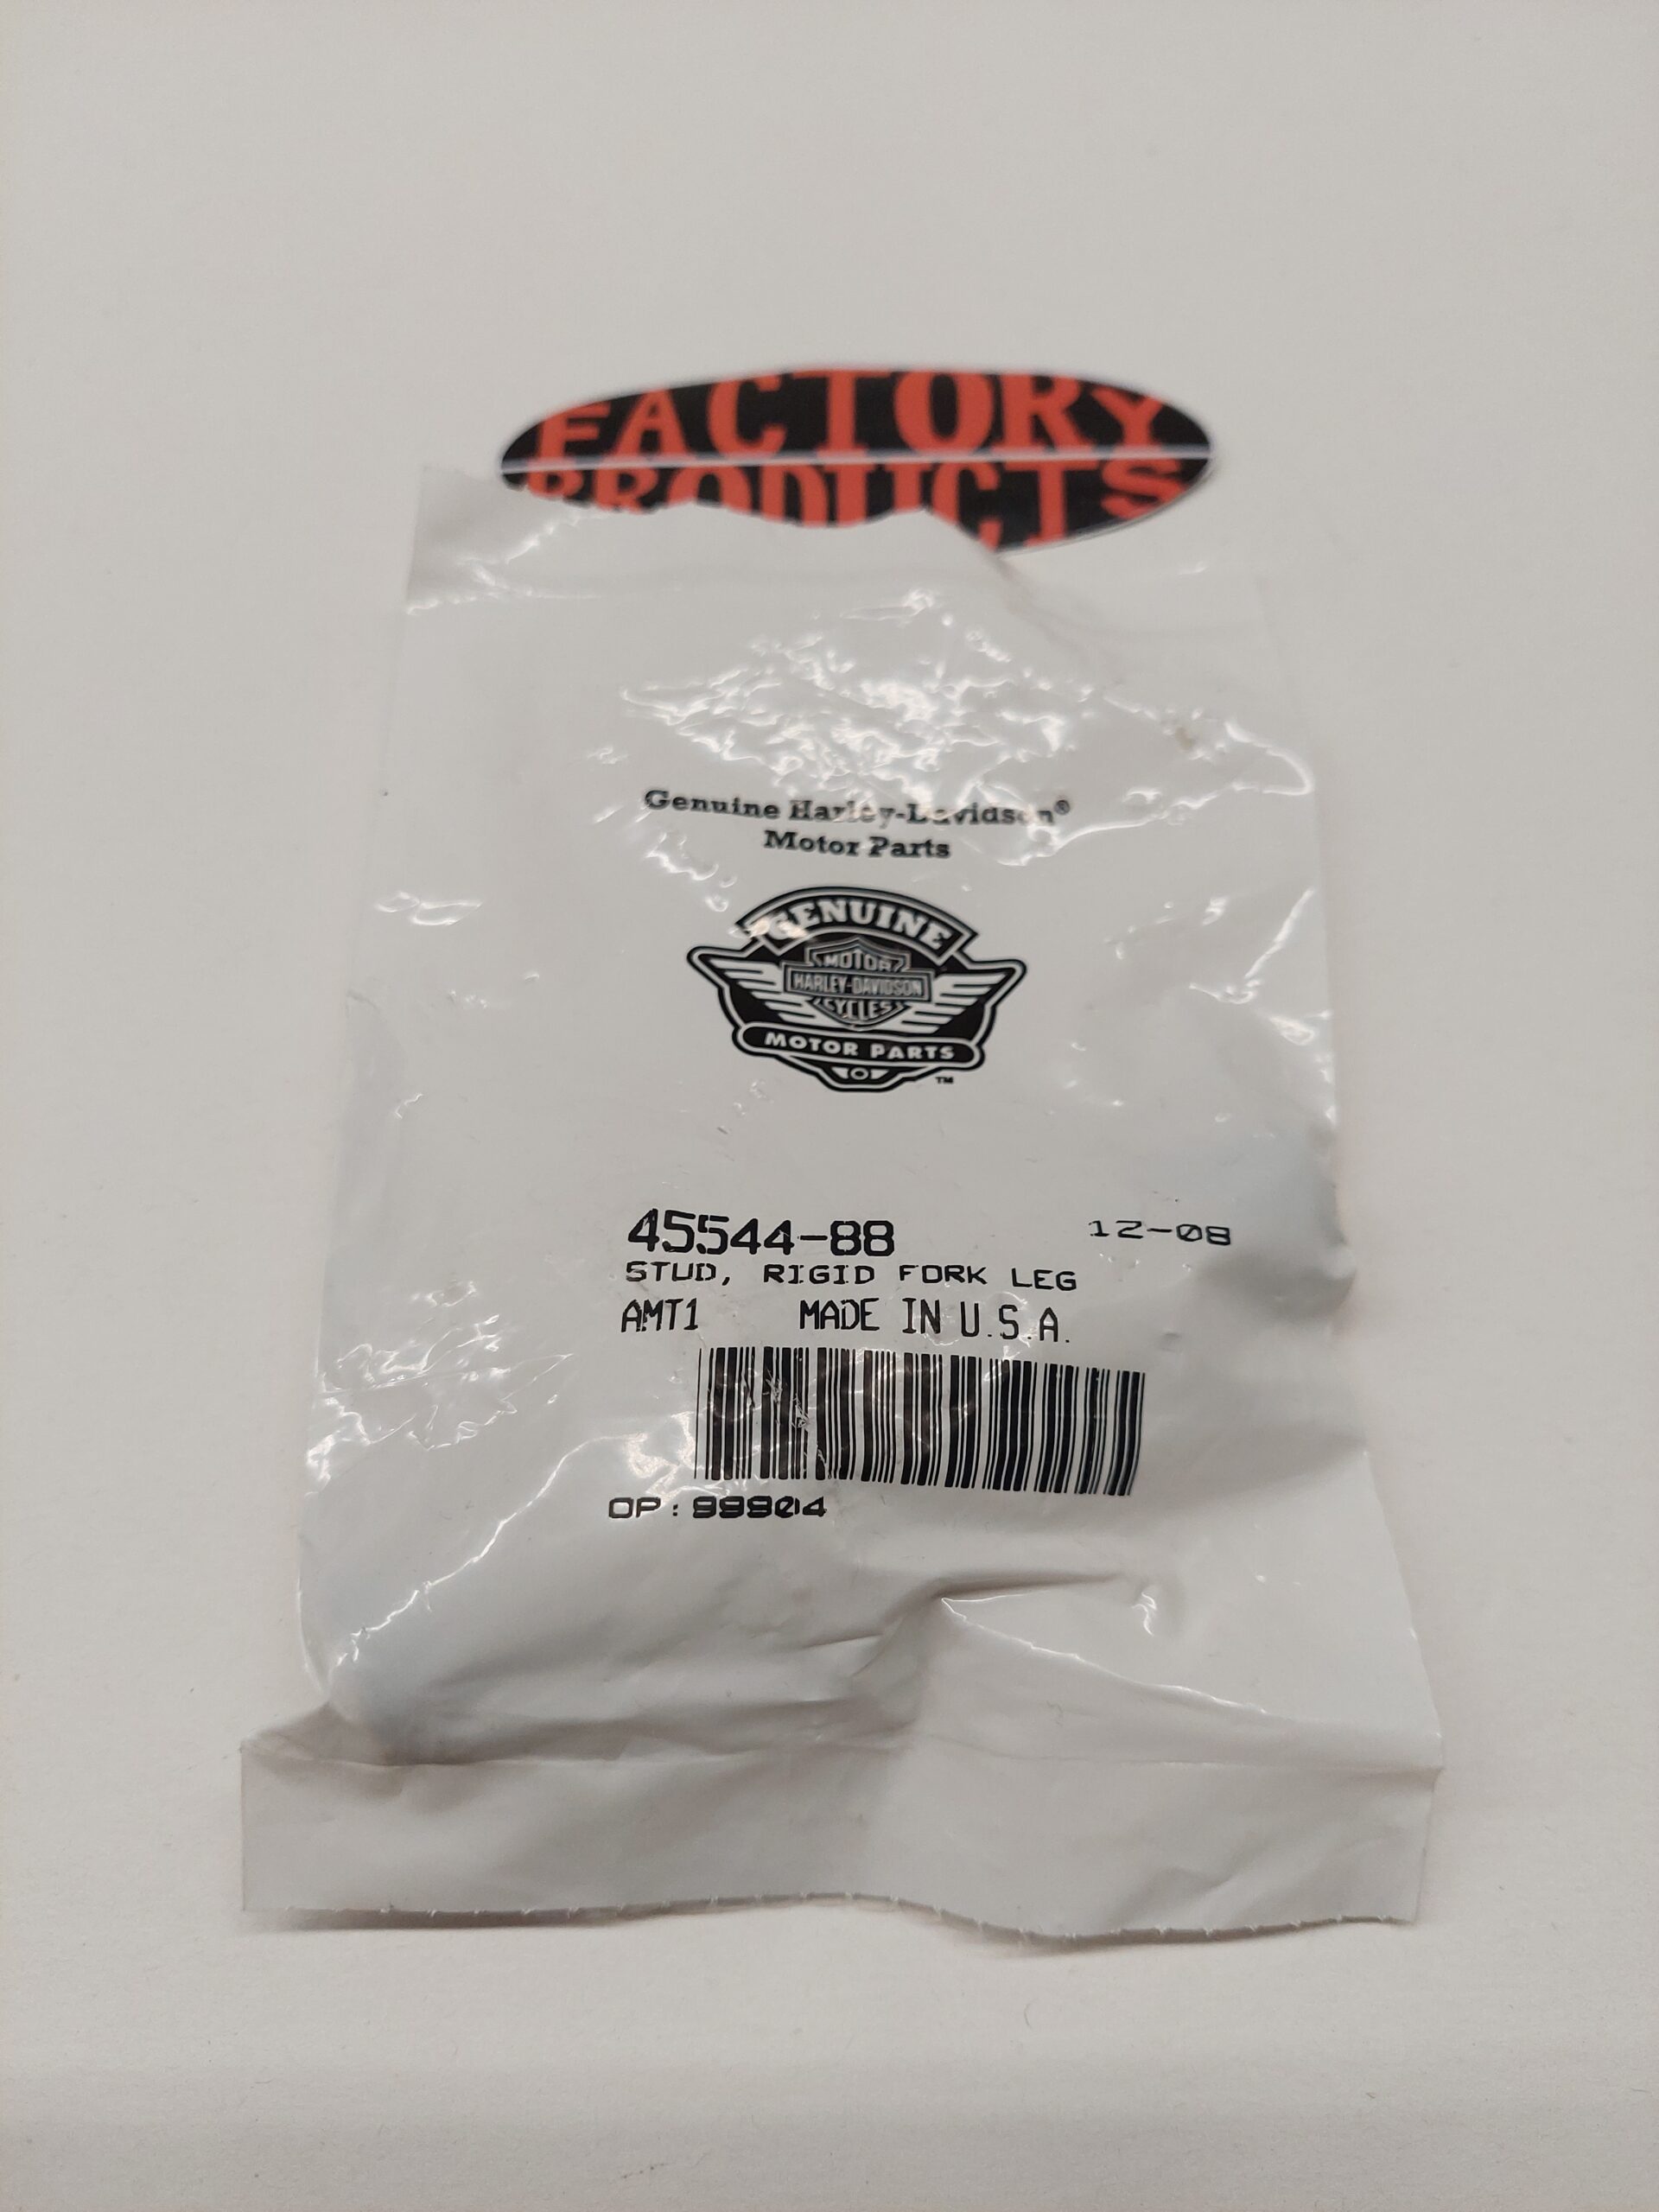 FACTORY
PRODUCTS
Genuine Harley-Davidson®
Motor Parts
GENUINE
MOTOR
HARLEY-DAVIDSON
CYCLES
MOTOR PARTS
™
45544-88 12-08
STUD, RIGID FORK LEG
AMT1 MADE IN U.S.A.
OP:99904